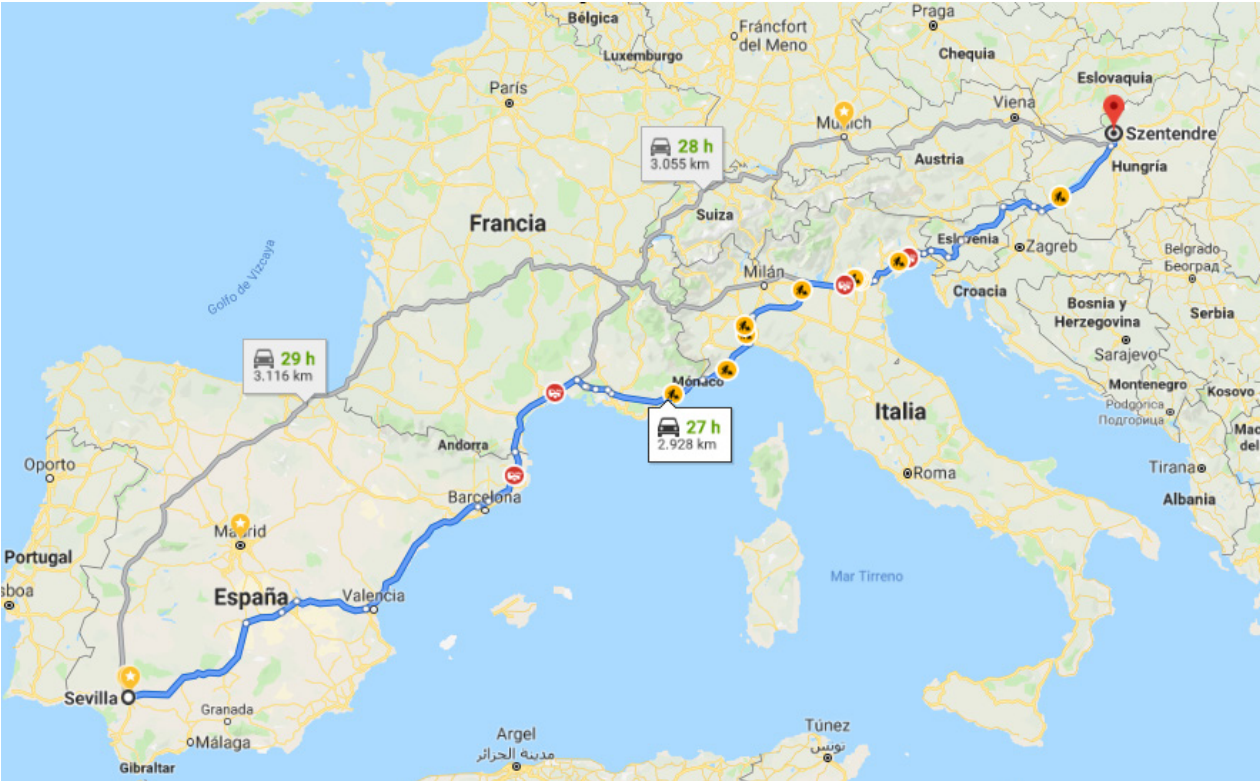 Bélgica
Fráncfort
del Meno
Praga
Luxemburgo
Chequia
París
Eslovaquia
Viena
Munich
28 h
3.055 km
Szentendre
Austria
Hungría
Francia
Suiza
Golfo de Vizcaya
Eslovenia
Zagreb
Milán
Belgrado
Београд
Croacia
Bosnia y
Herzegovina
Serbia
29 h
3.116 km
Sarajevo
Mónaco
Montenegro
Kosovo
Podgorica
Подгорица
Italia
27 h
2.928 km
Mac
del
Andorra
Oporto
Roma
Tirana
Barcelona
Albania
Madrid
Portugal
Mar Tirreno
sboa
España
Valencia
Sevilla
Granada
Málaga
Argel
مدينة الجزائر
Túnez
تونس
Gibraltar